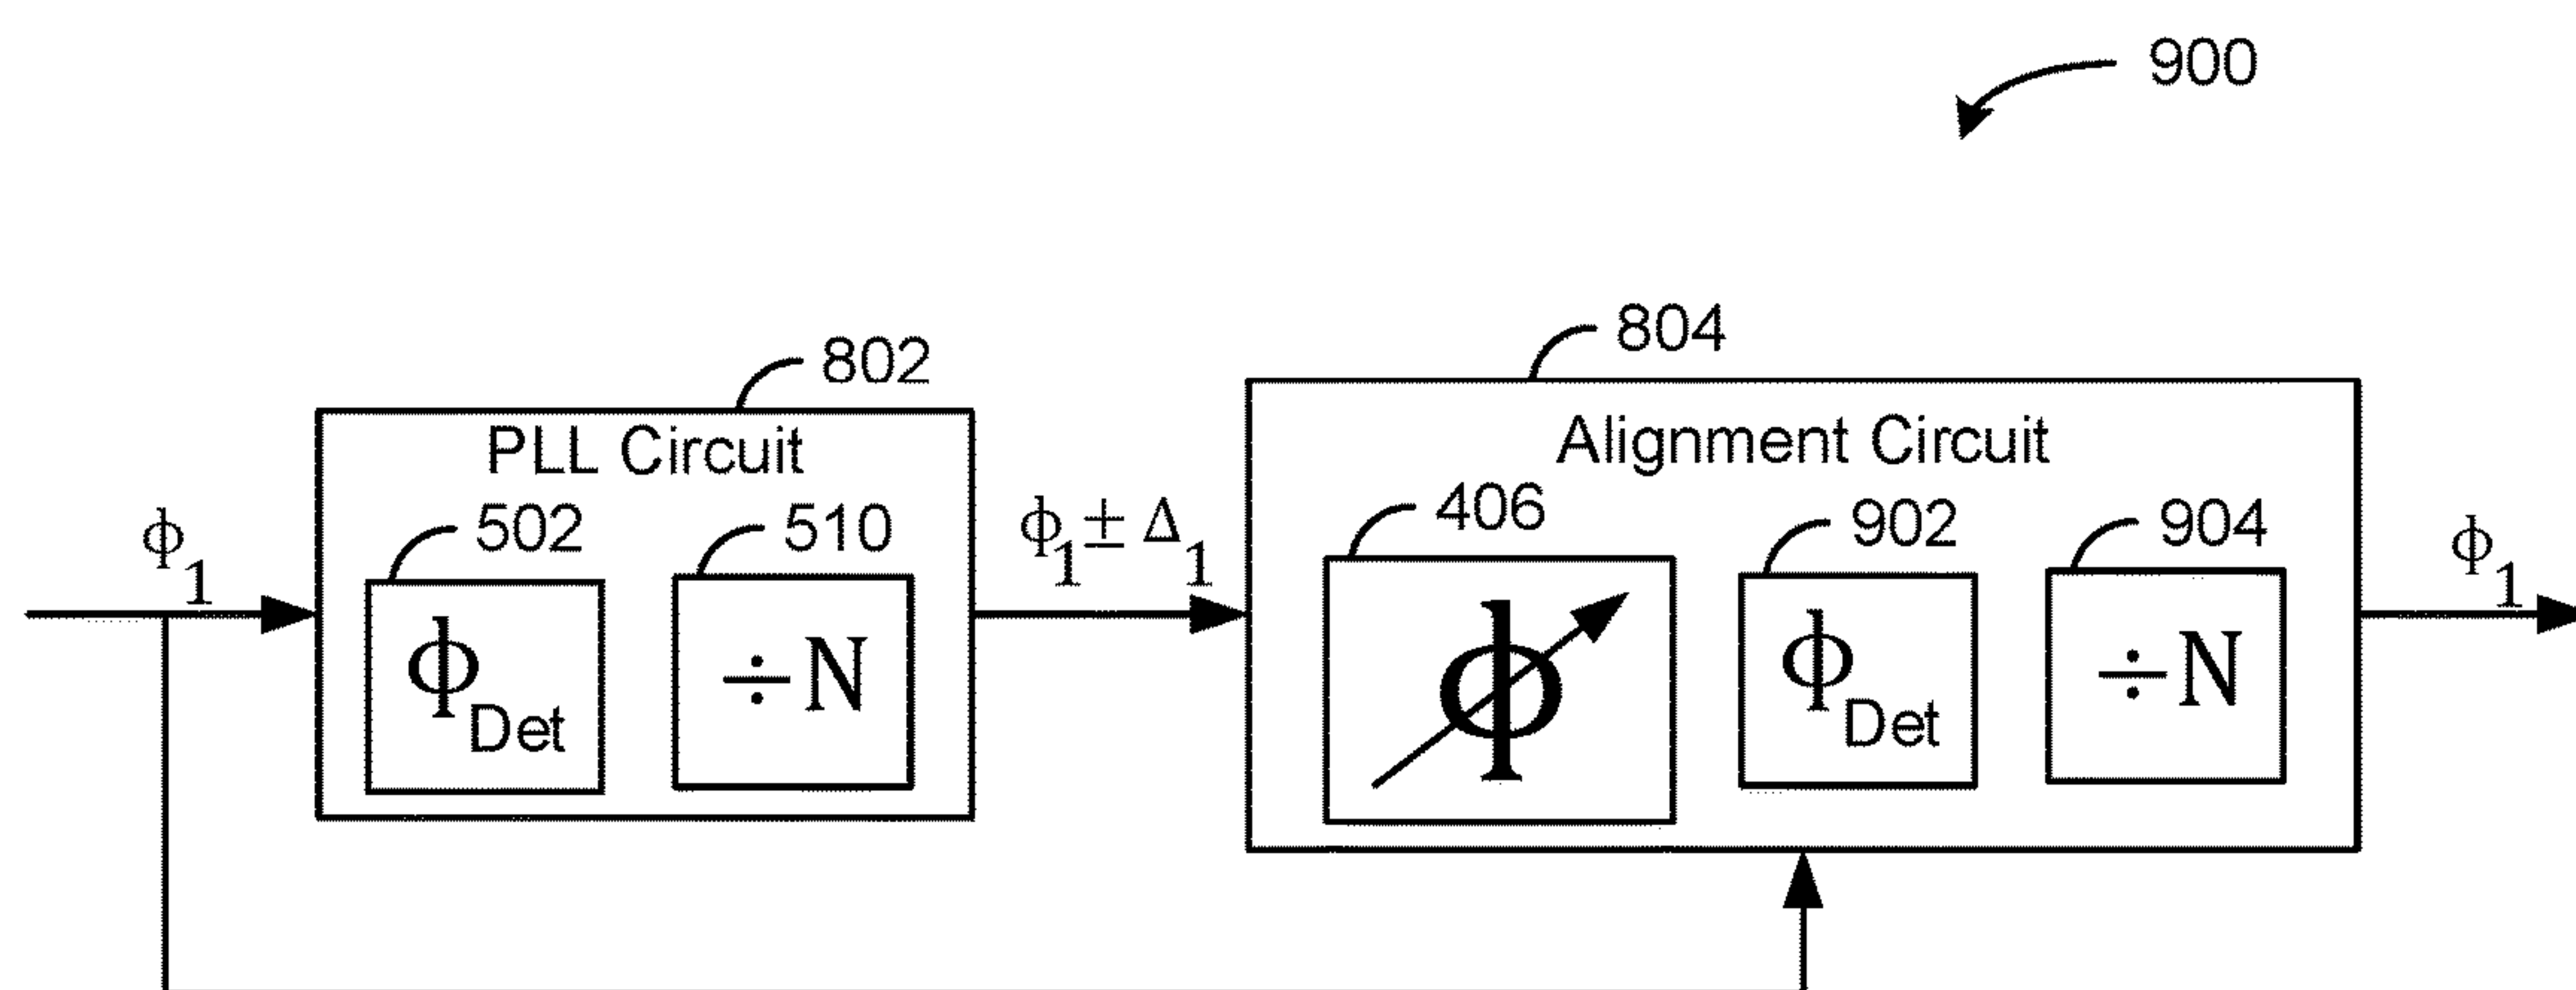 900
804
802
PLL Circuit
Alignment Circuit
ϕ1
502
510
ϕ1 ± Δ1
406
902
904
ϕ1
ϕDet
÷N
ϕ
ϕDet
÷N